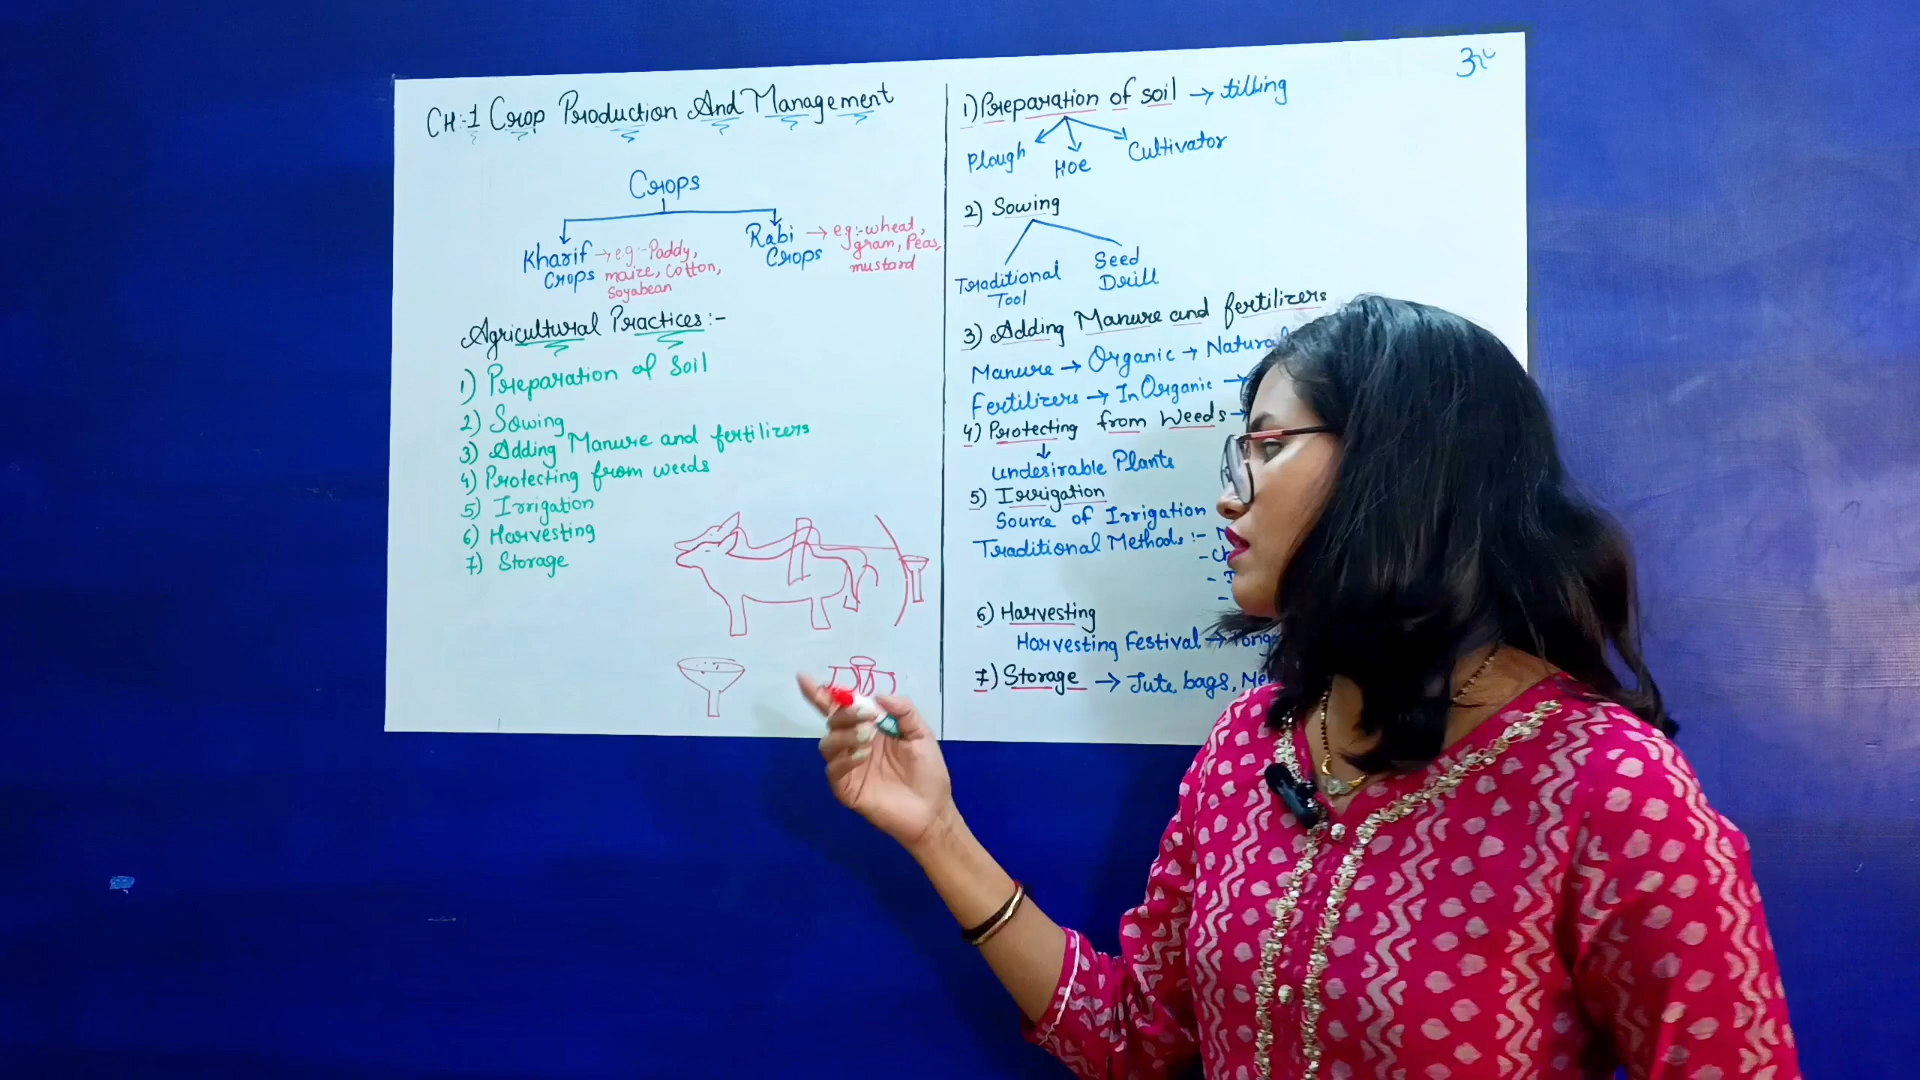 CH:-1 Crop Production And Management
Crops
Kharif Crops → eg:- Paddy, maize, Cotton, Soyabean
Rabi Crops → eg:- wheat, gram, Peas, mustard
Agricultural Practices:-
1) Preparation of Soil
2) Sowing
3) Adding Manure and fertilizers
4) Protecting from weeds
5) Irrigation
6) Harvesting
7) Storage
1) Preparation of soil → tilling
Plough Hoe Cultivator
2) Sowing
Traditional Tool
Seed Drill
3) Adding Manure and fertilizers
Manure → Organic → Natural
Fertilizers → InOrganic →
4) Protecting from Weeds →
undesirable Plants
5) Irrigation
Source of Irrigation
Traditional Methods :-
6) Harvesting
Harvesting Festival →
7) Storage → Jute bags,